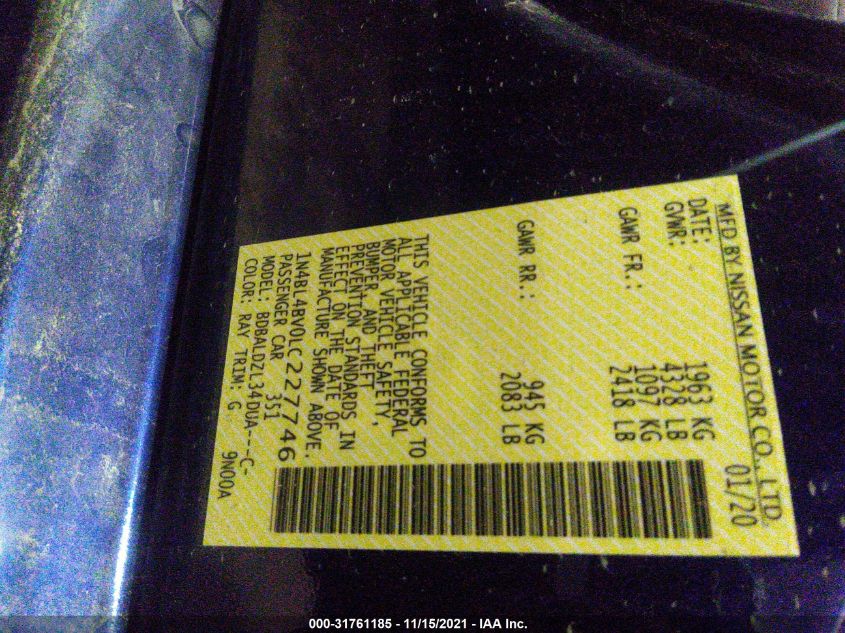 MFD BY NISSAN MOTOR CO., LTD.
DATE: 01/20
GVWR: 1963 KG
4328 LB
GAWR FR.: 1097 KG
2418 LB
GAWR RR.: 945 KG
2083 LB
THIS VEHICLE CONFORMS TO
ALL APPLICABLE FEDERAL
MOTOR VEHICLE SAFETY,
BUMPER, AND THEFT
PREVENTION STANDARDS IN
EFFECT ON THE DATE OF
MANUFACTURE SHOWN ABOVE.
1N4BL4BV0LC227746
PASSENGER CAR 351
MODEL: BDBALDZL34DUA---C-
COLOR: RAY TRIM: G 9N00A
000-31761185 - 11/15/2021 - IAA Inc.